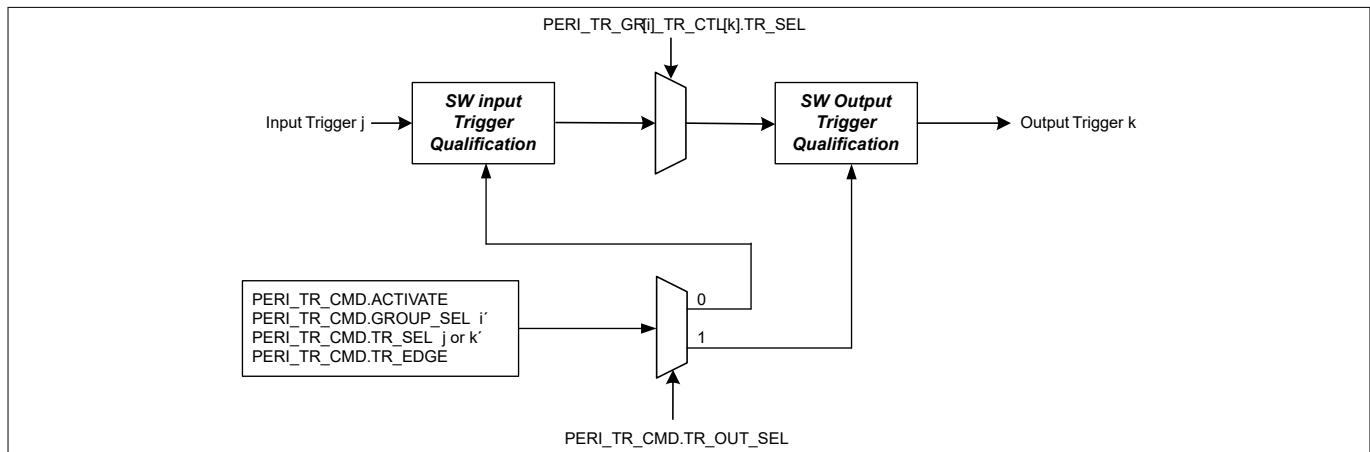 PERI_TR_GR[i]_TR_CTL[k].TR_SEL
SW input
Trigger
Qualification
SW Output
Trigger
Qualification
Input Trigger j
Output Trigger k
PERI_TR_CMD.ACTIVATE
PERI_TR_CMD.GROUP_SEL i´
PERI_TR_CMD.TR_SEL j or k´
PERI_TR_CMD.TR_EDGE
0
1
PERI_TR_CMD.TR_OUT_SEL